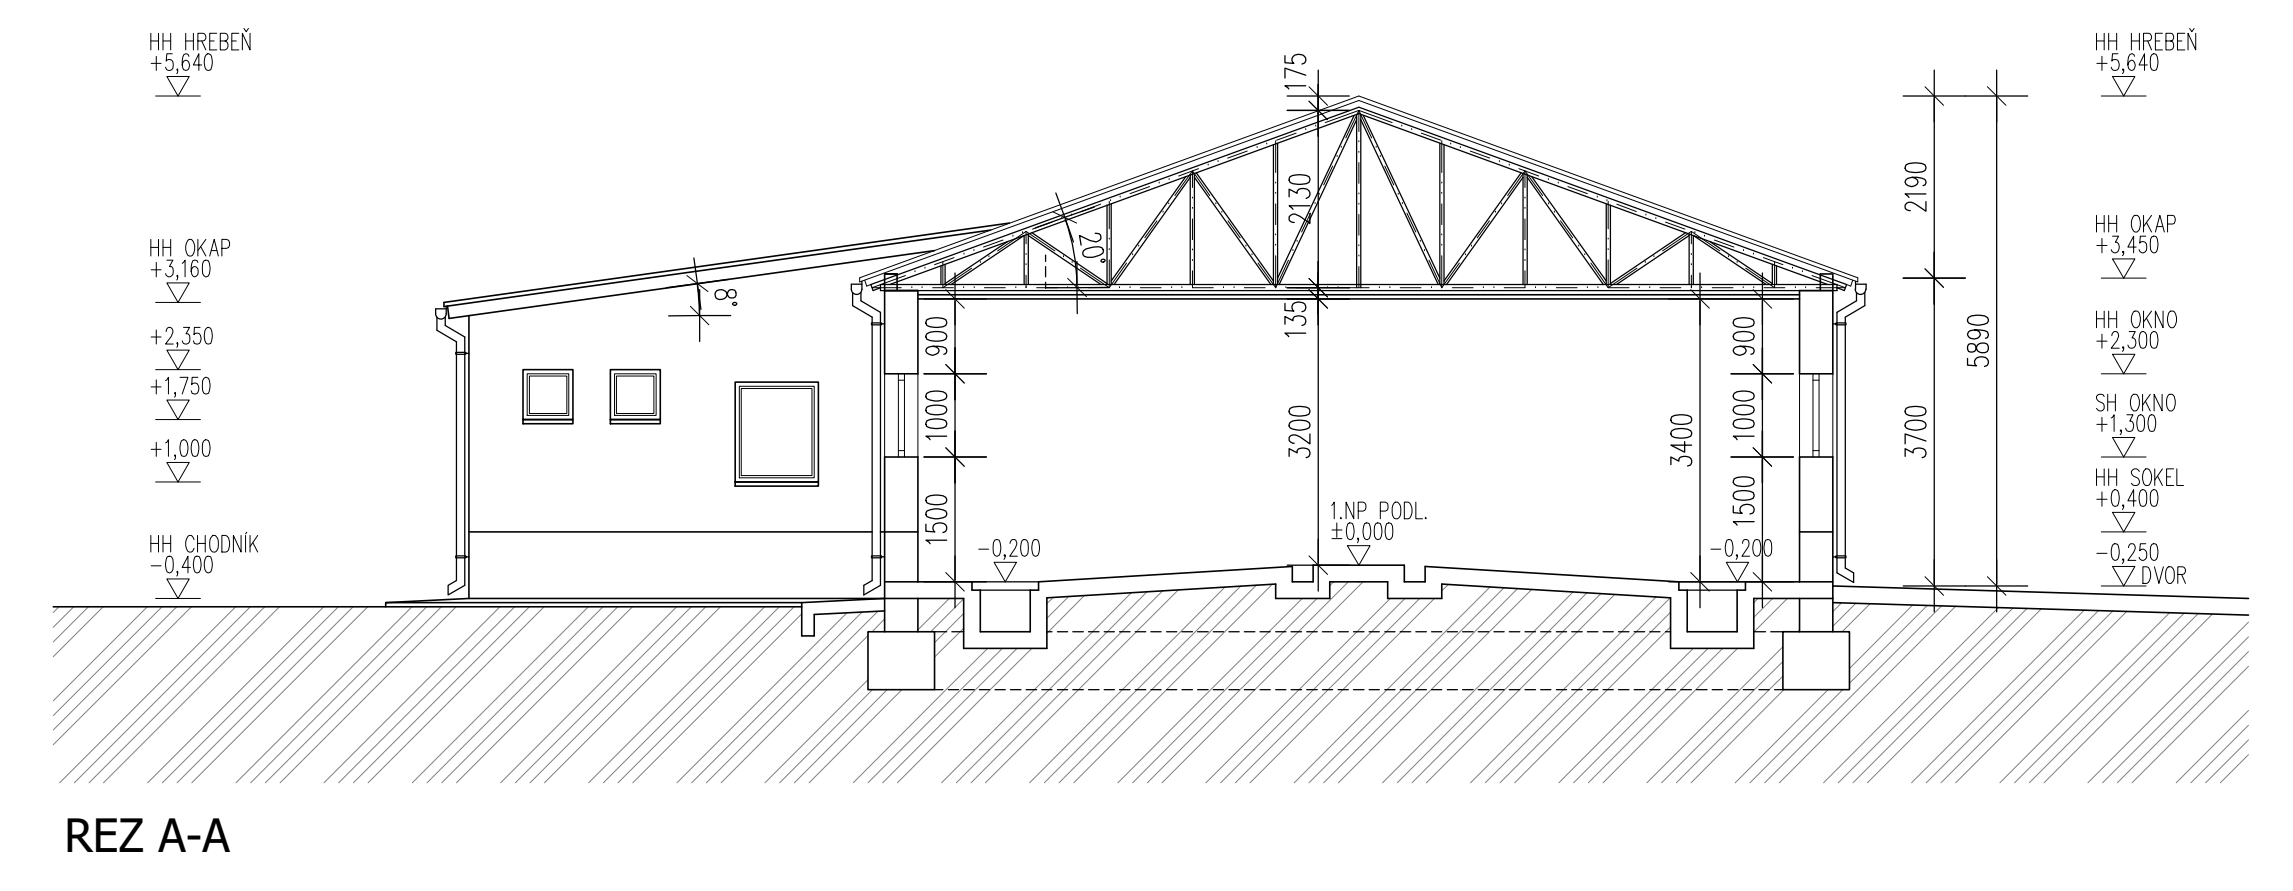 HH HREBEŇ
+5,640
HH OKAP
+3,160
+2,350
+1,750
+1,000
HH CHODNÍK
-0,400
8°
20°
175
2130
135
3200
900
1000
1500
-0,200
1.NP PODL.
±0,000
3400
900
1000
1500
-0,200
2190
3700
5890
HH HREBEŇ
+5,640
HH OKAP
+3,450
HH OKNO
+2,300
SH OKNO
+1,300
HH SOKEL
+0,400
-0,250
DVOR
REZ A-A